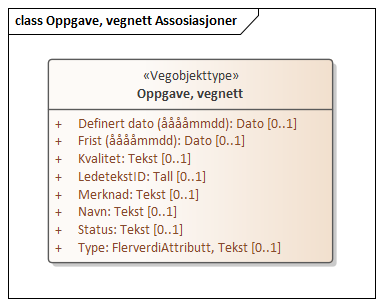 class Oppgave, vegnett Assosiasjoner
«Vegobjekttype»
Oppgave, vegnett
+ Definert dato (ååååmmdd): Dato [0..1]
+ Frist (ååååmmdd): Dato [0..1]
+ Kvalitet: Tekst [0..1]
+ LedetekstID: Tall [0..1]
+ Merknad: Tekst [0..1]
+ Navn: Tekst [0..1]
+ Status: Tekst [0..1]
+ Type: FlerverdiAttributt, Tekst [0..1]